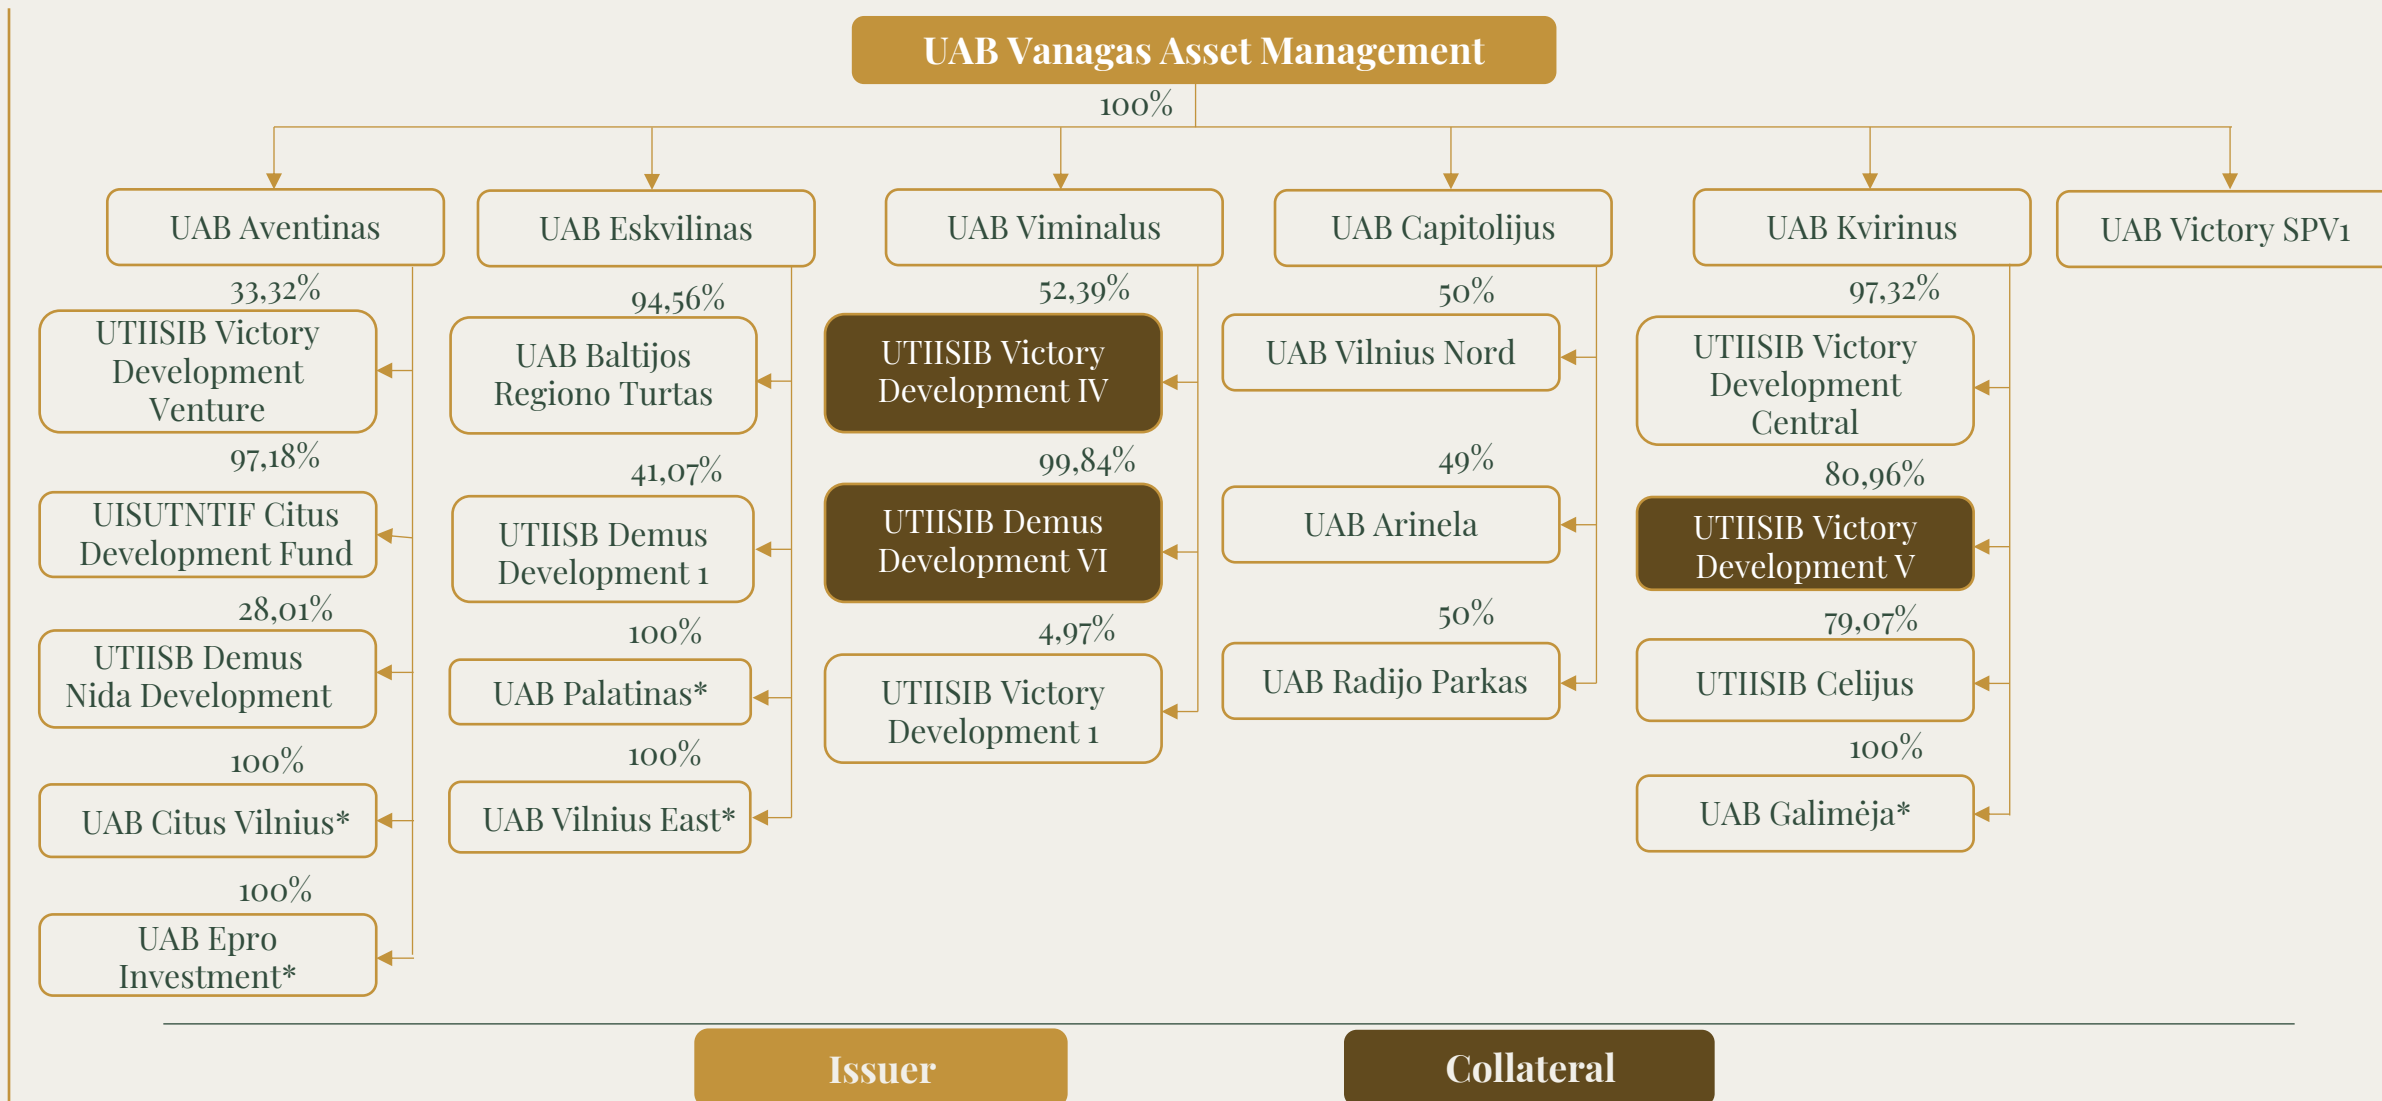 UAB Vanagas Asset Management
100%
UAB Aventinas
UAB Eskvilinas
UAB Viminalus
UAB Capitolijus
UAB Kvirinus
UAB Victory SPV1
33,32%
UTIISIB Victory
Development
Venture
97,18%
UISUTNTIF Citus
Development Fund
28,01%
UTIISB Demus
Nida Development
100%
UAB Citus Vilnius*
100%
UAB Epro
Investment*
94,56%
UAB Baltijos
Regiono Turtas
41,07%
UTIISB Demus
Development 1
100%
UAB Palatinas*
100%
UAB Vilnius East*
52,39%
UTIISIB Victory
Development IV
99,84%
UTIISIB Demus
Development VI
4,97%
UTIISIB Victory
Development 1
50%
UAB Vilnius Nord
49%
UAB Arinela
50%
UAB Radijo Parkas
97,32%
UTIISIB Victory
Development
Central
80,96%
UTIISIB Victory
Development V
79,07%
UTIISIB Celijus
100%
UAB Galimėja*
Issuer
Collateral